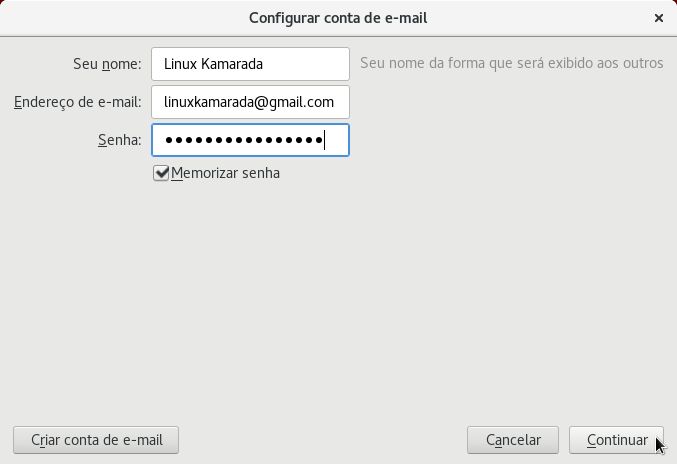 Configurar conta de e-mail
Seu nome: Linux Kamarada Seu nome da forma que será exibido aos outros
Endereço de e-mail: linuxkamarada@gmail.com
Senha: ••••••••••••••••
Memorizar senha
Criar conta de e-mail Cancelar Continuar